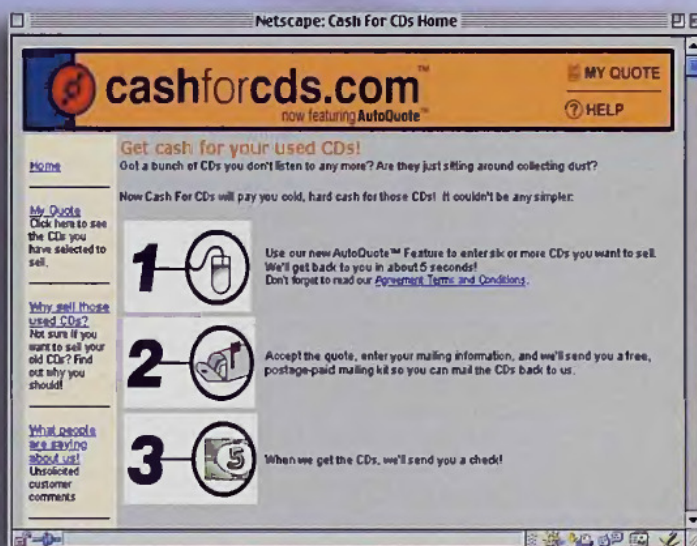 Netscape: Cash For CDs Home
cashforcds.com™
now featuring AutoQuote™
MY QUOTE
? HELP
Home
My Quote
Click here to see
the CDs you
have selected to
sell.
Why sell those
used CDs?
Not sure if you
want to sell your
old CDs? Find
out why you
should!
What people
are saying
about us!
Unsolicited
customer
comments
Get cash for your used CDs!
Got a bunch of CDs you don't listen to any more? Are they just sitting around collecting dust?
Now Cash For CDs will pay you cold, hard cash for those CDs! It couldn't be any simpler:
1
Use our new AutoQuote™ Feature to enter six or more CDs you want to sell.
We'll get back to you in about 5 seconds!
Don't forget to read our Agreement Terms and Conditions.
2
Accept the quote, enter your mailing information, and we'll send you a free,
postage-paid mailing kit so you can mail the CDs back to us.
3
5
When we get the CDs, we'll send you a check!